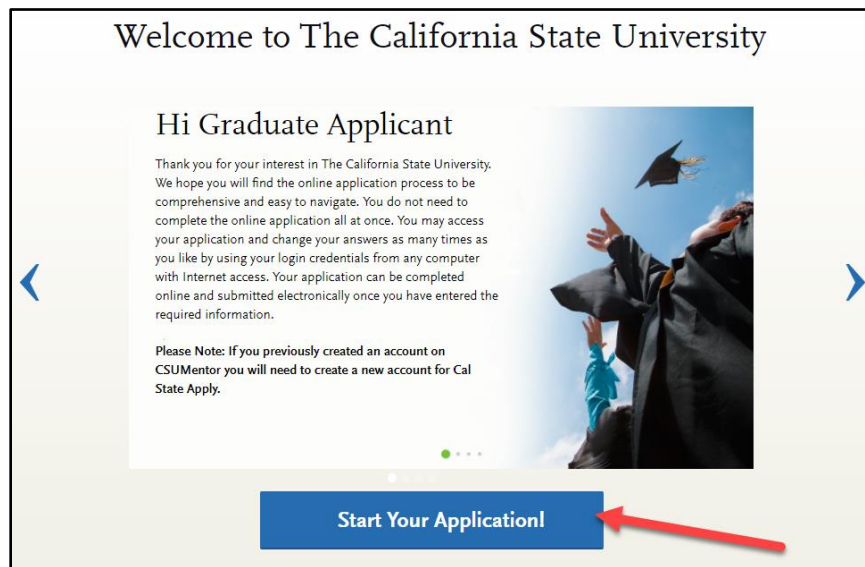 Welcome to The California State University
Hi Graduate Applicant
Thank you for your interest in The California State University.
We hope you will find the online application process to be
comprehensive and easy to navigate. You do not need to
complete the online application all at once. You may access
your application and change your answers as many times as
you like by using your login credentials from any computer
with Internet access. Your application can be completed
online and submitted electronically once you have entered the
required information.
Please Note: If you previously created an account on
CSUMentor you will need to create a new account for Cal
State Apply.
Start Your Application!